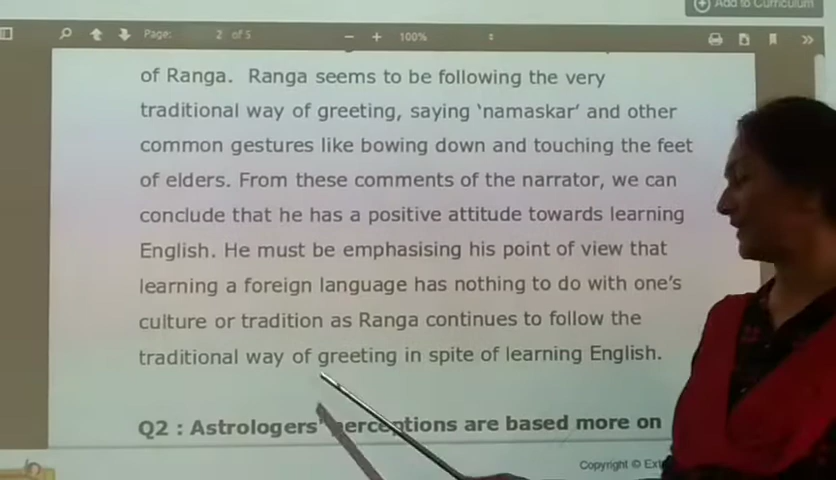 Add to Curriculum
Page: 2 of 5
100%
of Ranga. Ranga seems to be following the very
traditional way of greeting, saying ‘namaskar’ and other
common gestures like bowing down and touching the feet
of elders. From these comments of the narrator, we can
conclude that he has a positive attitude towards learning
English. He must be emphasising his point of view that
learning a foreign language has nothing to do with one’s
culture or tradition as Ranga continues to follow the
traditional way of greeting in spite of learning English.
Q2 : Astrologers’ perceptions are based more on
Copyright ©